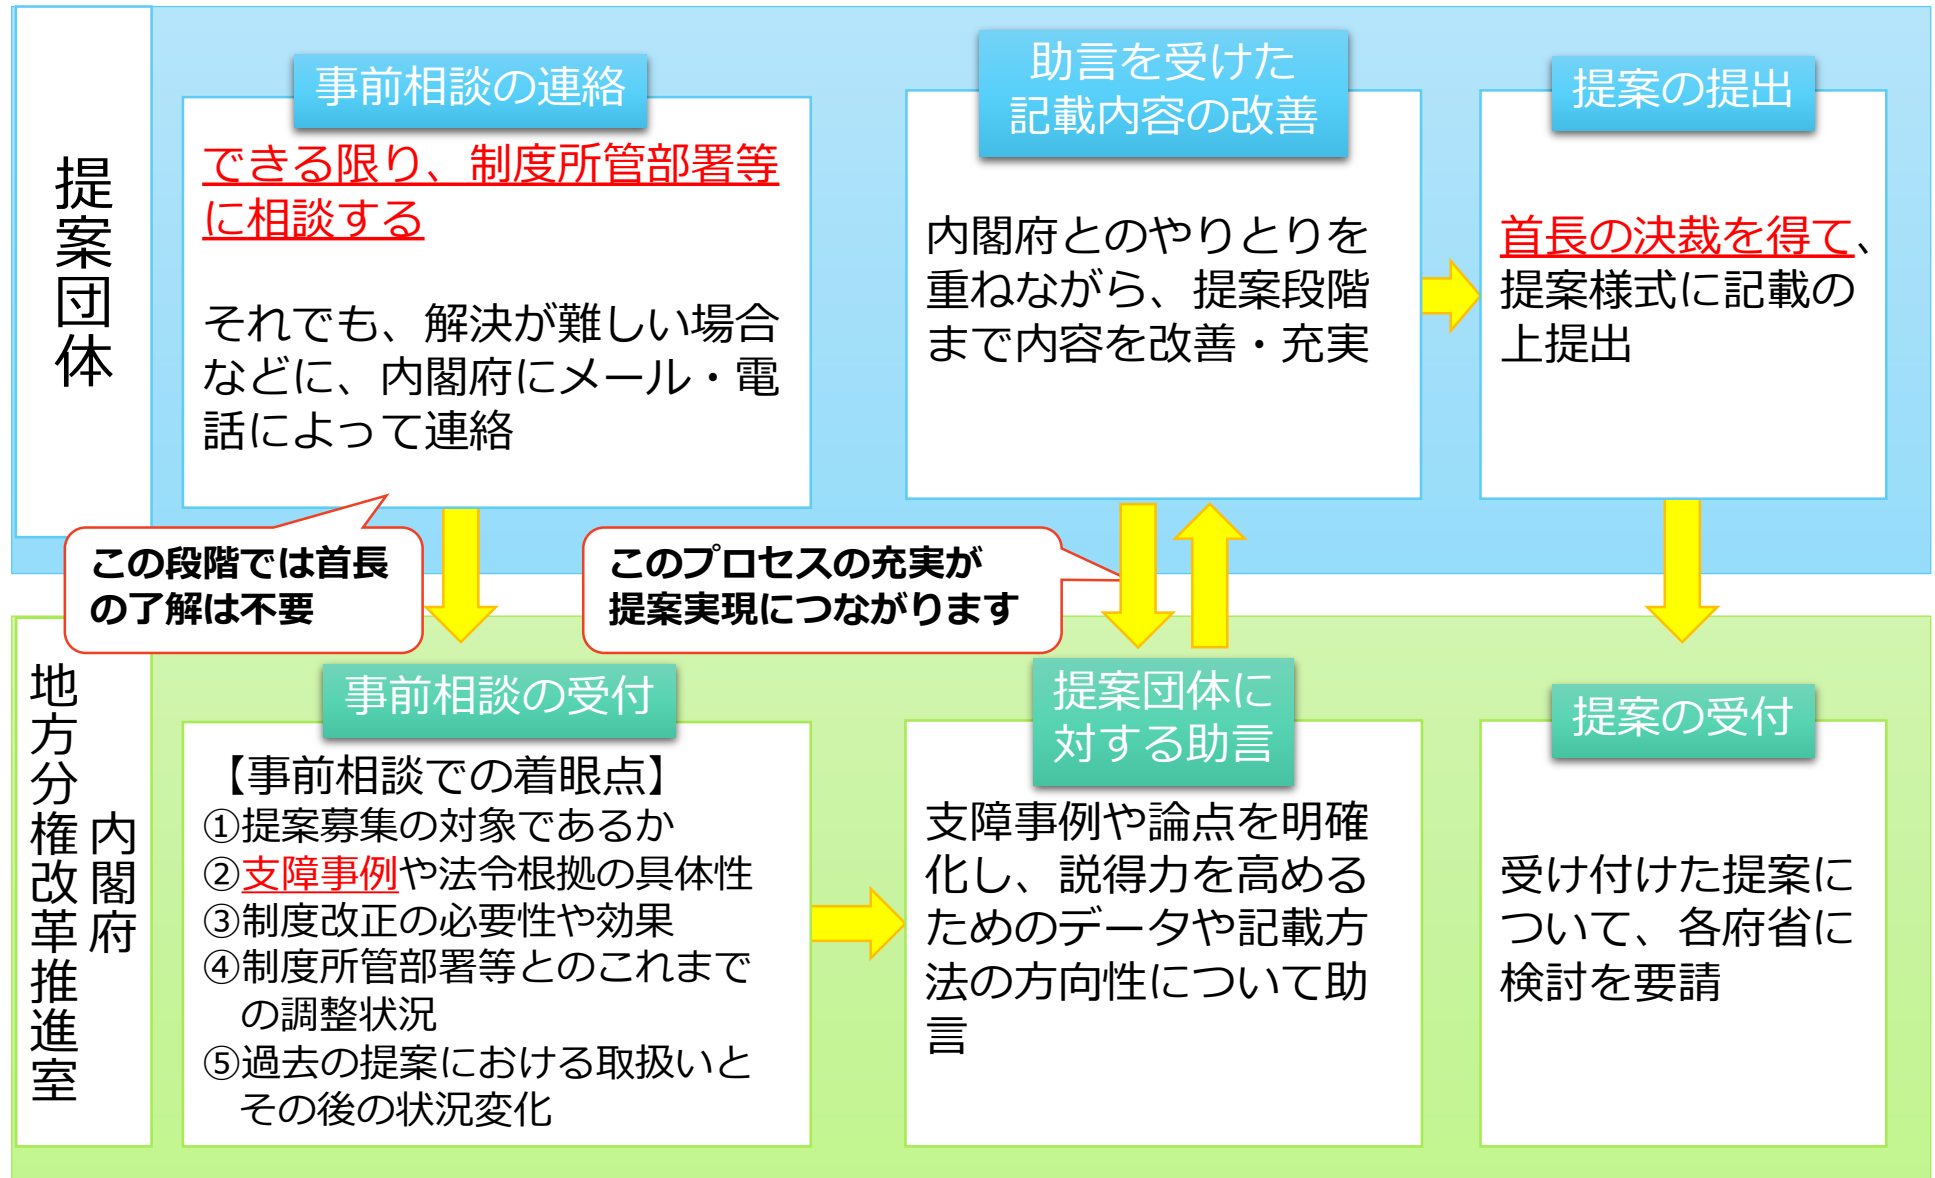 提案団体
事前相談の連絡
できる限り、制度所管部署等
に相談する
それでも、解決が難しい場合
などに、内閣府にメール・電
話によって連絡
この段階では首長
の了解は不要
助言を受けた
記載内容の改善
内閣府とのやりとりを
重ねながら、提案段階
まで内容を改善・充実
このプロセスの充実が
提案実現につながります
提案の提出
首長の決裁を得て、
提案様式に記載の
上提出
内閣府
地方分権改革推進室
事前相談の受付
【事前相談での着眼点】
①提案募集の対象であるか
②支障事例や法令根拠の具体性
③制度改正の必要性や効果
④制度所管部署等とのこれまで
の調整状況
⑤過去の提案における取扱いと
その後の状況変化
提案団体に
対する助言
支障事例や論点を明確
化し、説得力を高める
ためのデータや記載方
法の方向性について助
言
提案の受付
受け付けた提案に
ついて、各府省に
検討を要請